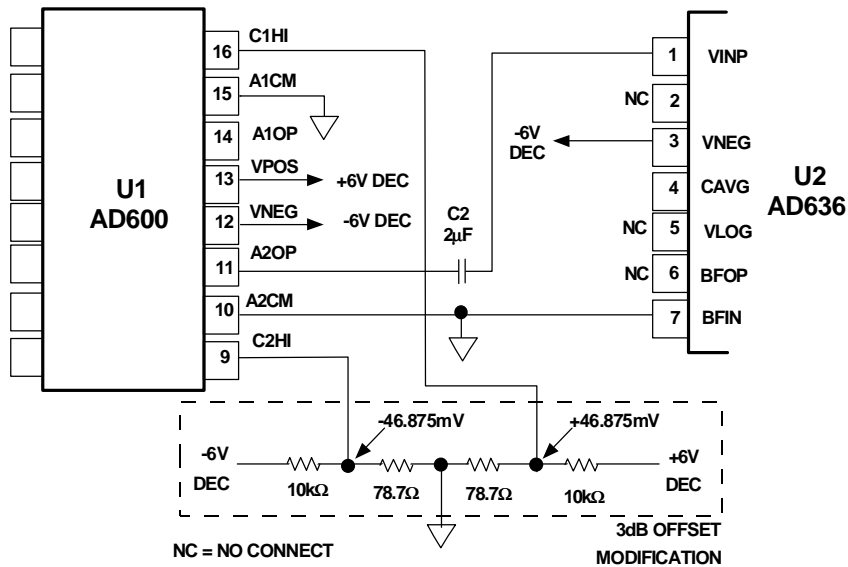 U1
AD600
16
C1HI
15
A1CM
14
A1OP
13
VPOS
+6V DEC
12
VNEG
-6V DEC
11
A2OP
10
A2CM
9
C2HI
C2
2µF
U2
AD636
1
VINP
NC
2
-6V
DEC
3
VNEG
4
CAVG
NC
5
VLOG
NC
6
BFOP
7
BFIN
-46.875mV
+46.875mV
-6V
DEC
10kΩ
78.7Ω
78.7Ω
10kΩ
+6V
DEC
NC = NO CONNECT
3dB OFFSET
MODIFICATION